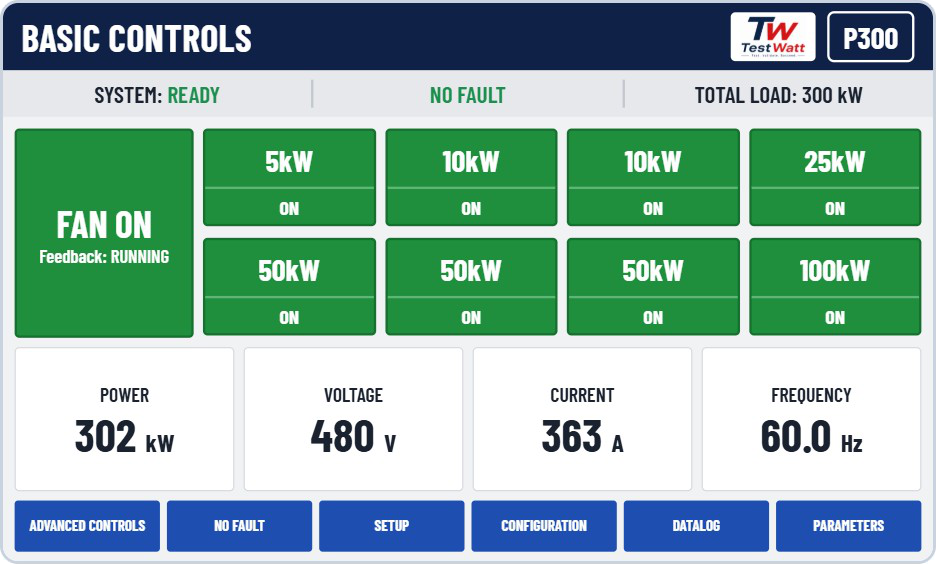 BASIC CONTROLS
TW
TestWatt
P300
SYSTEM: READY
NO FAULT
TOTAL LOAD: 300 kW
FAN ON
Feedback: RUNNING
5kW
ON
10kW
ON
10kW
ON
25kW
ON
50kW
ON
50kW
ON
50kW
ON
100kW
ON
POWER
302 kW
VOLTAGE
480 V
CURRENT
363 A
FREQUENCY
60.0 Hz
ADVANCED CONTROLS
NO FAULT
SETUP
CONFIGURATION
DATALOG
PARAMETERS